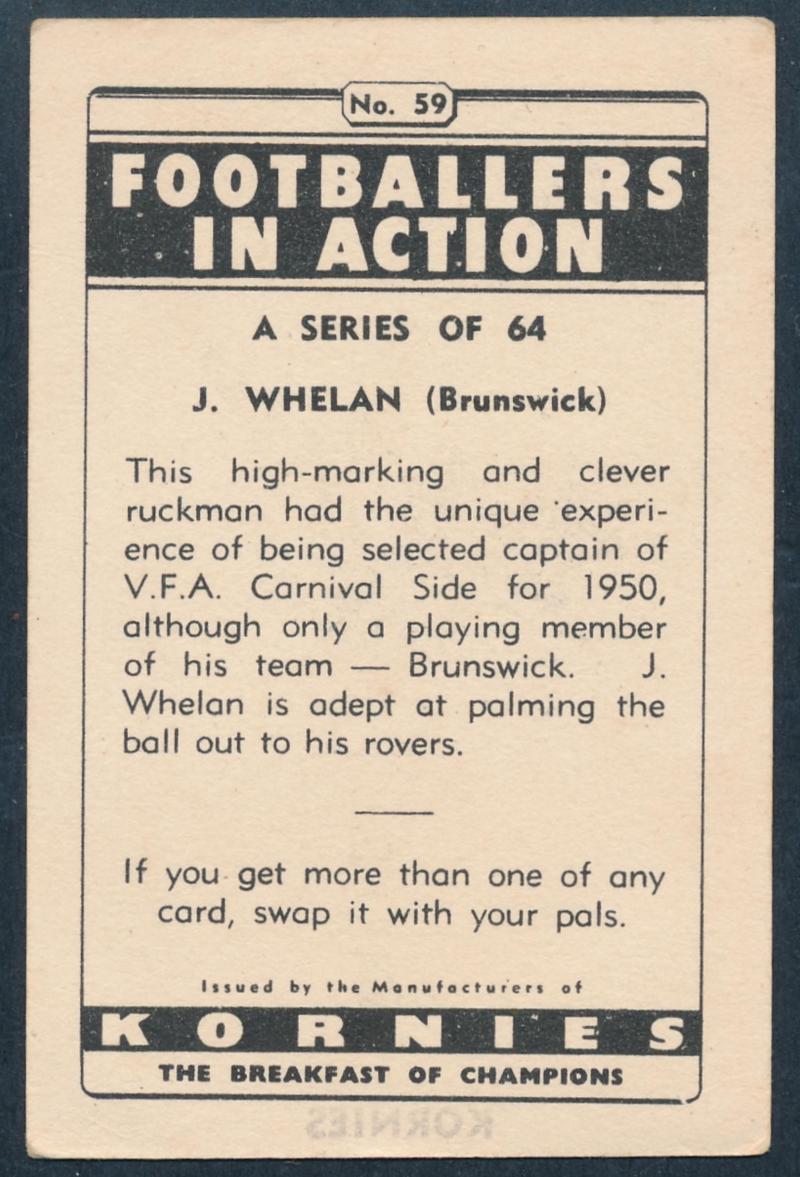 No. 59
FOOTBALLERS
IN ACTION
A SERIES OF 64
J. WHELAN (Brunswick)
This high-marking and clever
ruckman had the unique experi-
ence of being selected captain of
V.F.A. Carnival Side for 1950,
although only a playing member
of his team — Brunswick. J.
Whelan is adept at palming the
ball out to his rovers.
If you get more than one of any
card, swap it with your pals.
Issued by the Manufacturers of
KORNIES
THE BREAKFAST OF CHAMPIONS
KORNIES